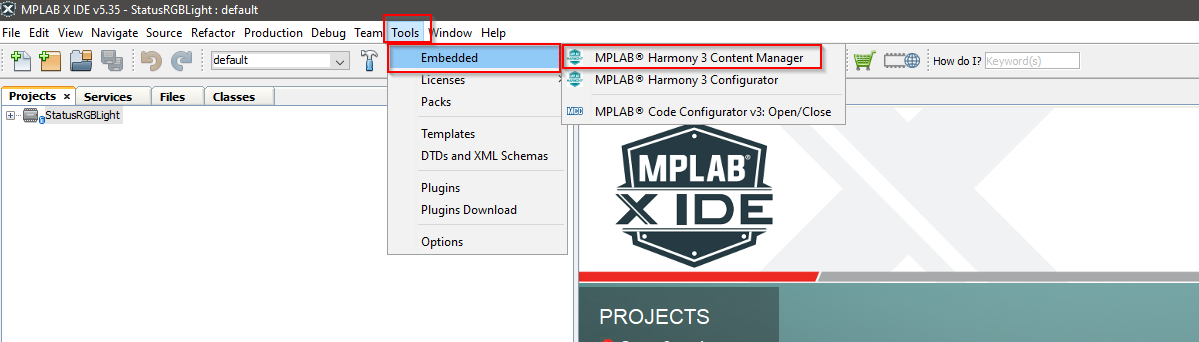 MPLAB X IDE v5.35 - StatusRGBLight : default
File Edit View Navigate Source Refactor Production Debug Team Tools Window Help
default
How do I? Keyword(s)
Projects × Services Files Classes
StatusRGBLight
Embedded
Licenses
Packs
Templates
DTDs and XML Schemas
Plugins
Plugins Download
Options
MPLAB® Harmony 3 Content Manager
MPLAB® Harmony 3 Configurator
MCC MPLAB® Code Configurator v3: Open/Close
MPLAB
X IDE
PROJECTS